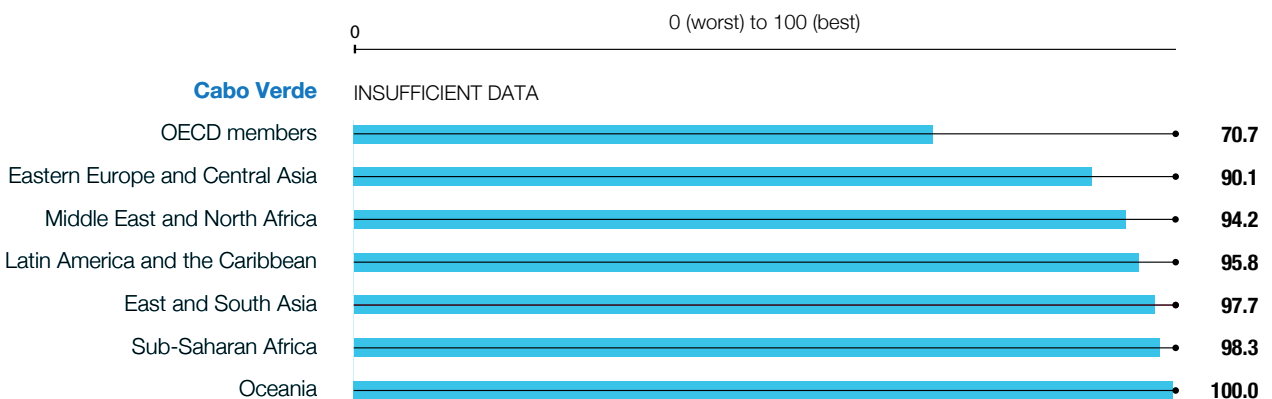 0 (worst) to 100 (best)
0
Cabo Verde INSUFFICIENT DATA
OECD members 70.7
Eastern Europe and Central Asia 90.1
Middle East and North Africa 94.2
Latin America and the Caribbean 95.8
East and South Asia 97.7
Sub-Saharan Africa 98.3
Oceania 100.0